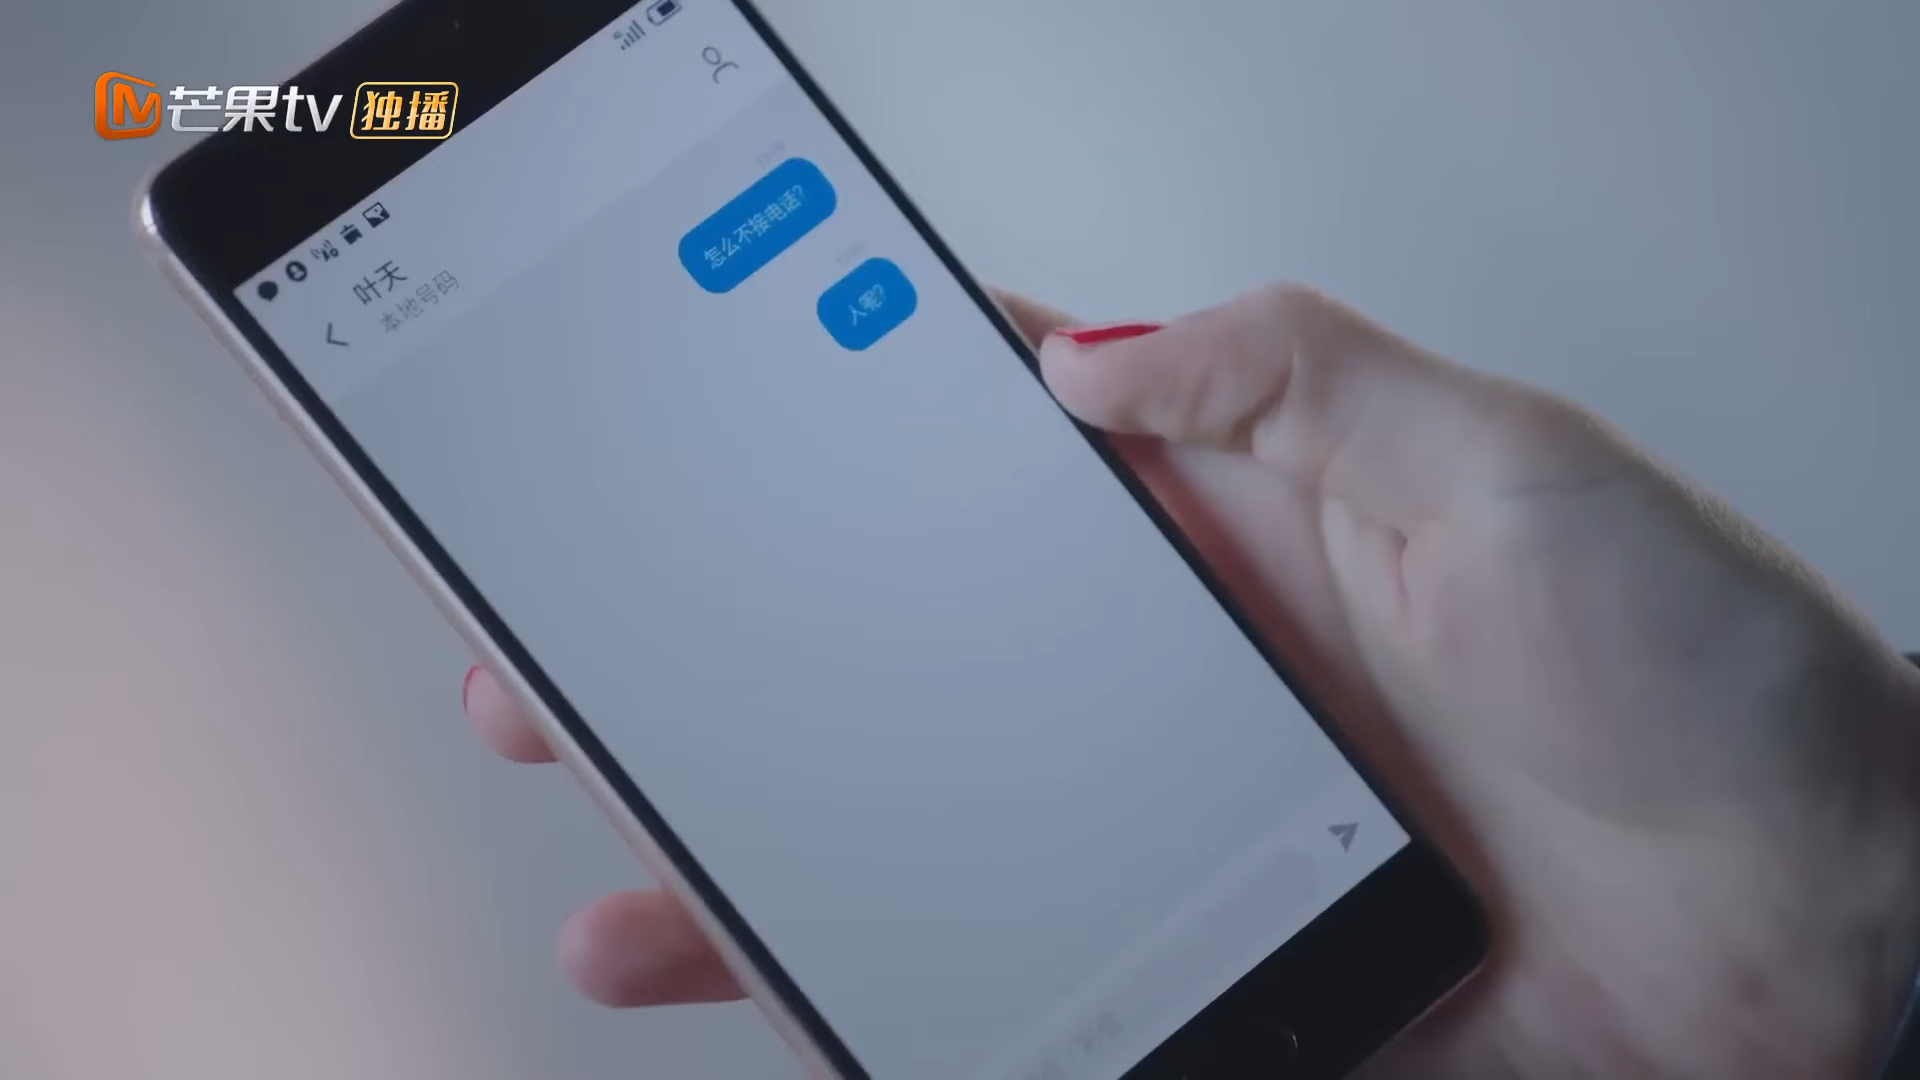 芒果tv 独播
叶天
本地号码
怎么不接电话?
人呢?